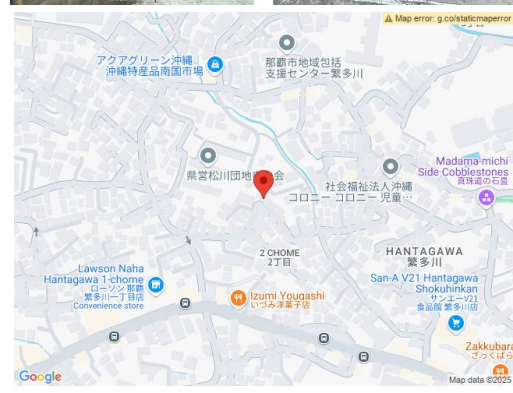 Map error: g.co/staticmaperror
アクアグリーン沖縄
沖縄特産品南国市場
那覇市地域包括
支援センター繁多川
Madama-michi
Side Cobblestones
真珠道の石畳
県営松川団地
会
社会福祉法人沖縄
コロニー コロニー 児童…
2 CHOME
2丁目
HANTAGAWA
繁多川
Lawson Naha
Hantagawa 1-chome
ローソン 那覇
繁多川一丁目店
Convenience store
San-A V21 Hantagawa
Shokuhinkan
サンエーV21
食品館 繁多川店
Izumi Yougashi
いづみ洋菓子店
Zakkubara
ざっくばら
Google
Map data ©2025